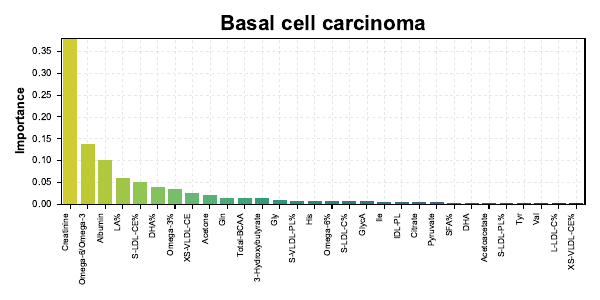 Basal cell carcinoma
Importance
0.35
0.30
0.25
0.20
0.15
0.10
0.05
0.00
Creatinine
Omega-6/Omega-3
Albumin
LA%
S-LDL-CE%
DHA%
Omega-3%
XS-VLDL-CE
Acetone
Gln
Total-BCAA
3-Hydroxybutyrate
Gly
S-VLDL-PL%
His
Omega-6%
S-LDL-C%
GlycA
Ile
IDL-PL
Citrate
Pyruvate
SFA%
DHA
Acetoacetate
S-LDL-PL%
Tyr
Val
L-LDL-C%
XS-VLDL-CE%